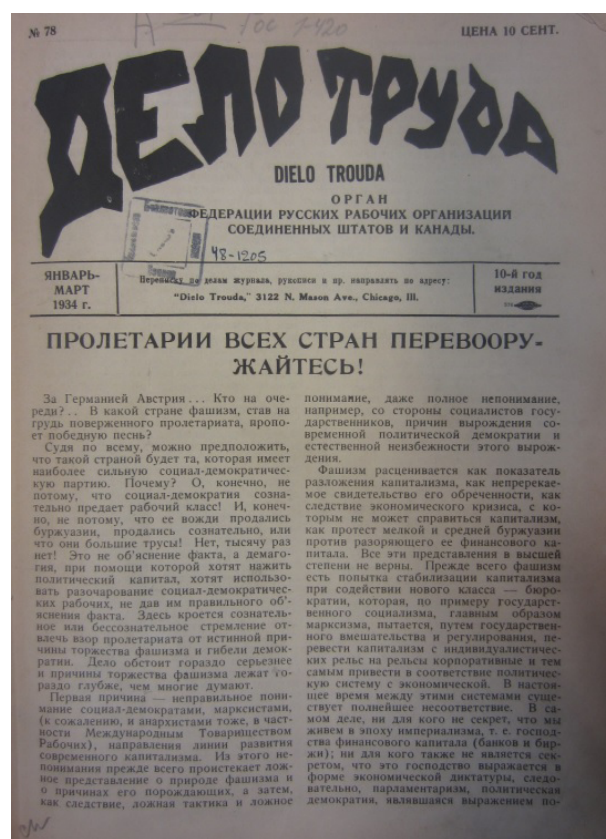 № 78
ГОС 1-420
ЦЕНА 10 СЕНТ.
ДЕЛО ТРУДА
DIELO TROUDA
ОРГАН
ФЕДЕРАЦИИ РУССКИХ РАБОЧИХ ОРГАНИЗАЦИЙ
СОЕДИНЕННЫХ ШТАТОВ И КАНАДЫ.
48-1205
ЯНВАРЬ-
МАРТ
1934 г.
Переписку по делам журнала, рукописи и пр. направлять по адресу:
"Dielo Trouda," 3122 N. Mason Ave., Chicago, Ill.
10-й год
издания
ПРОЛЕТАРИИ ВСЕХ СТРАН ПЕРЕВООРУ-
ЖАЙТЕСЬ!
За Германией Австрия... Кто на оче-
реди?.. В какой стране фашизм, став на
грудь поверженного пролетариата, пропо-
ет победную песнь?
Судя по всему, можно предположить,
что такой страной будет та, которая имеет
наиболее сильную социал-демократичес-
кую партию. Почему? О, конечно, не
потому, что социал-демократия созна-
тельно предает рабочий класс! И, конеч-
но, не потому, что ее вожди продались
буржуазии, продались сознательно, или
что они большие трусы! Нет, тысячу раз
нет! Это не об'яснение факта, а демаго-
гия, при помощи которой хотят нажить
политический капитал, хотят использо-
вать разочарование социал-демократичес-
ких рабочих, не дав им правильного об'-
яснения факта. Здесь кроется сознатель-
ное или бессознательное стремление от-
влечь взор пролетариата от истинной при-
чины торжества фашизма и гибели демок-
ратии. Дело обстоит гораздо серьезнее
и причины торжества фашизма лежат го-
раздо глубже, чем многие думают.
Первая причина — неправильное пони-
мание социал-демократами, марксистами,
(к сожалению, и анархистами тоже, в част-
ности Международным Товариществом
Рабочих), направления линии развития
современного капитализма. Из этого не-
понимания прежде всего проистекает лож-
ное представление о природе фашизма и
о причинах его порождающих, а затем,
как следствие, ложная тактика и ложное
понимание, даже полное непонимание,
например, со стороны социалистов госу-
дарственников, причин вырождения со-
временной политической демократии и
естественной неизбежности этого вырож-
дения.
Фашизм расценивается как показатель
разложения капитализма, как непререкае-
мое свидетельство его обреченности, как
следствие экономического кризиса, с ко-
торым не может справиться капитализм,
как протест мелкой и средней буржуазии
против разоряющего ее финансового ка-
питала. Все эти представления в высшей
степени не верны. Прежде всего фашизм
есть попытка стабилизации капитализма
при содействии нового класса — бюро-
кратии, которая, по примеру государст-
венного социализма, главным образом
марксизма, пытается, путем государствен-
ного вмешательства и регулирования, пе-
ревести капитализм с индивидуалистичес-
ких рельс на рельсы корпоративные и тем
самым привести в соответствие политичес-
кую систему с экономической. В настоя-
щее время между этими системами суще-
ствует полнейшее несоответствие. В са-
мом деле, ни для кого не секрет, что мы
живем в эпоху империализма, т. е. господ-
ства финансового капитала (банков и бир-
жи); ни для кого также не является сек-
ретом, что это господство выражается в
форме экономической диктатуры, следо-
вательно, парламентаризм, политическая
демократия, являвшаяся выражением по-